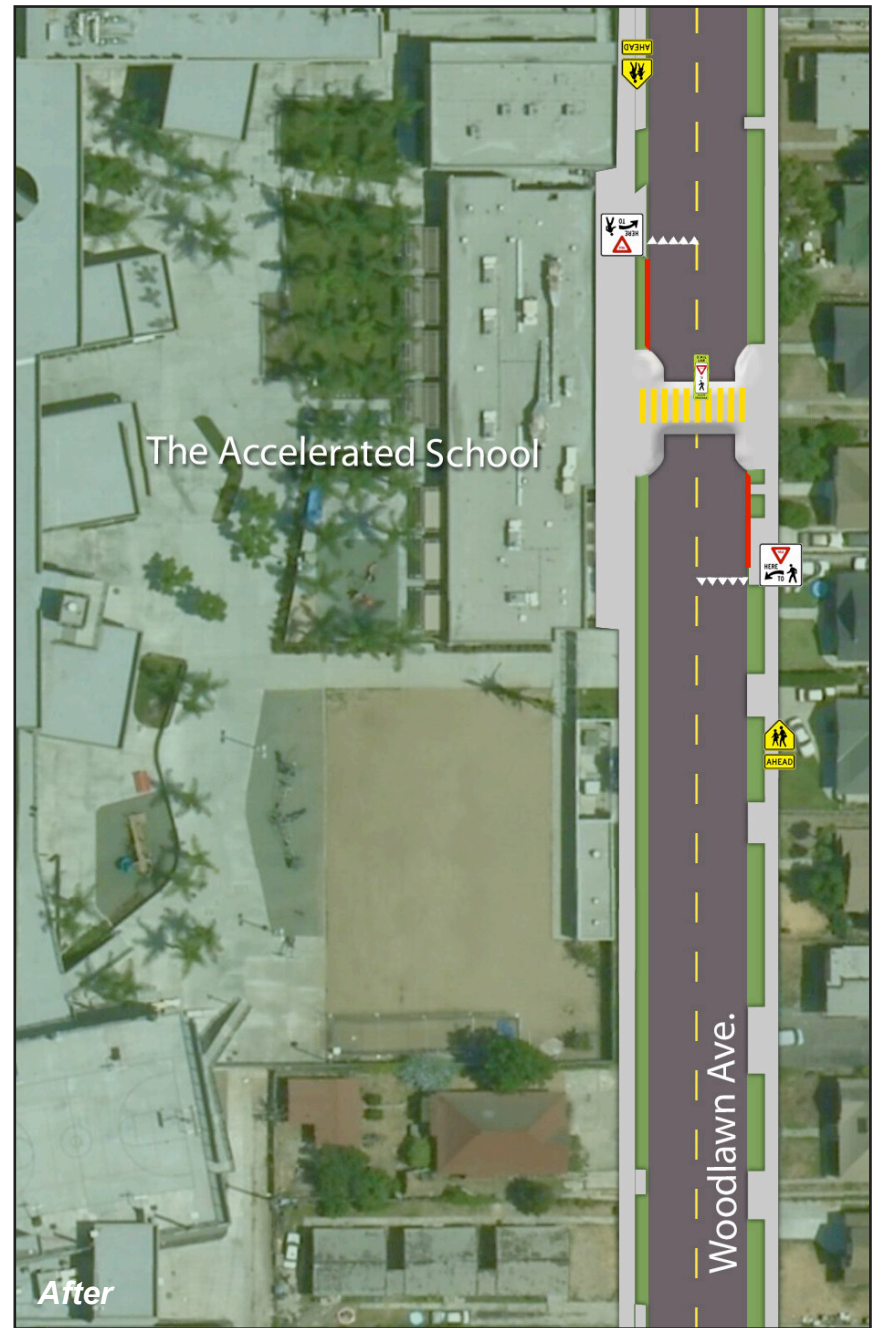 AHEAD
HERE
TO
The Accelerated School
HERE
TO
AHEAD
Woodlawn Ave.
After